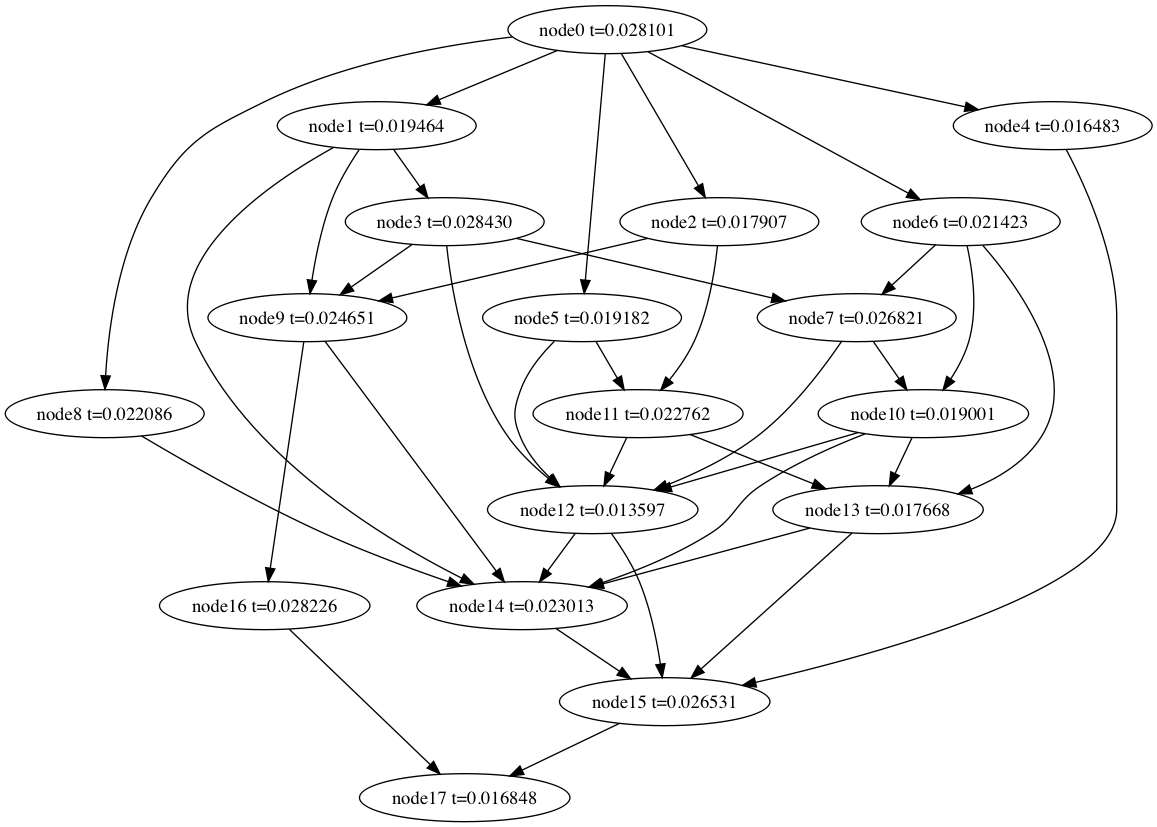 node0 t=0.028101
node1 t=0.019464
node4 t=0.016483
node3 t=0.028430
node2 t=0.017907
node6 t=0.021423
node9 t=0.024651
node5 t=0.019182
node7 t=0.026821
node8 t=0.022086
node11 t=0.022762
node10 t=0.019001
node12 t=0.013597
node13 t=0.017668
node16 t=0.028226
node14 t=0.023013
node15 t=0.026531
node17 t=0.016848